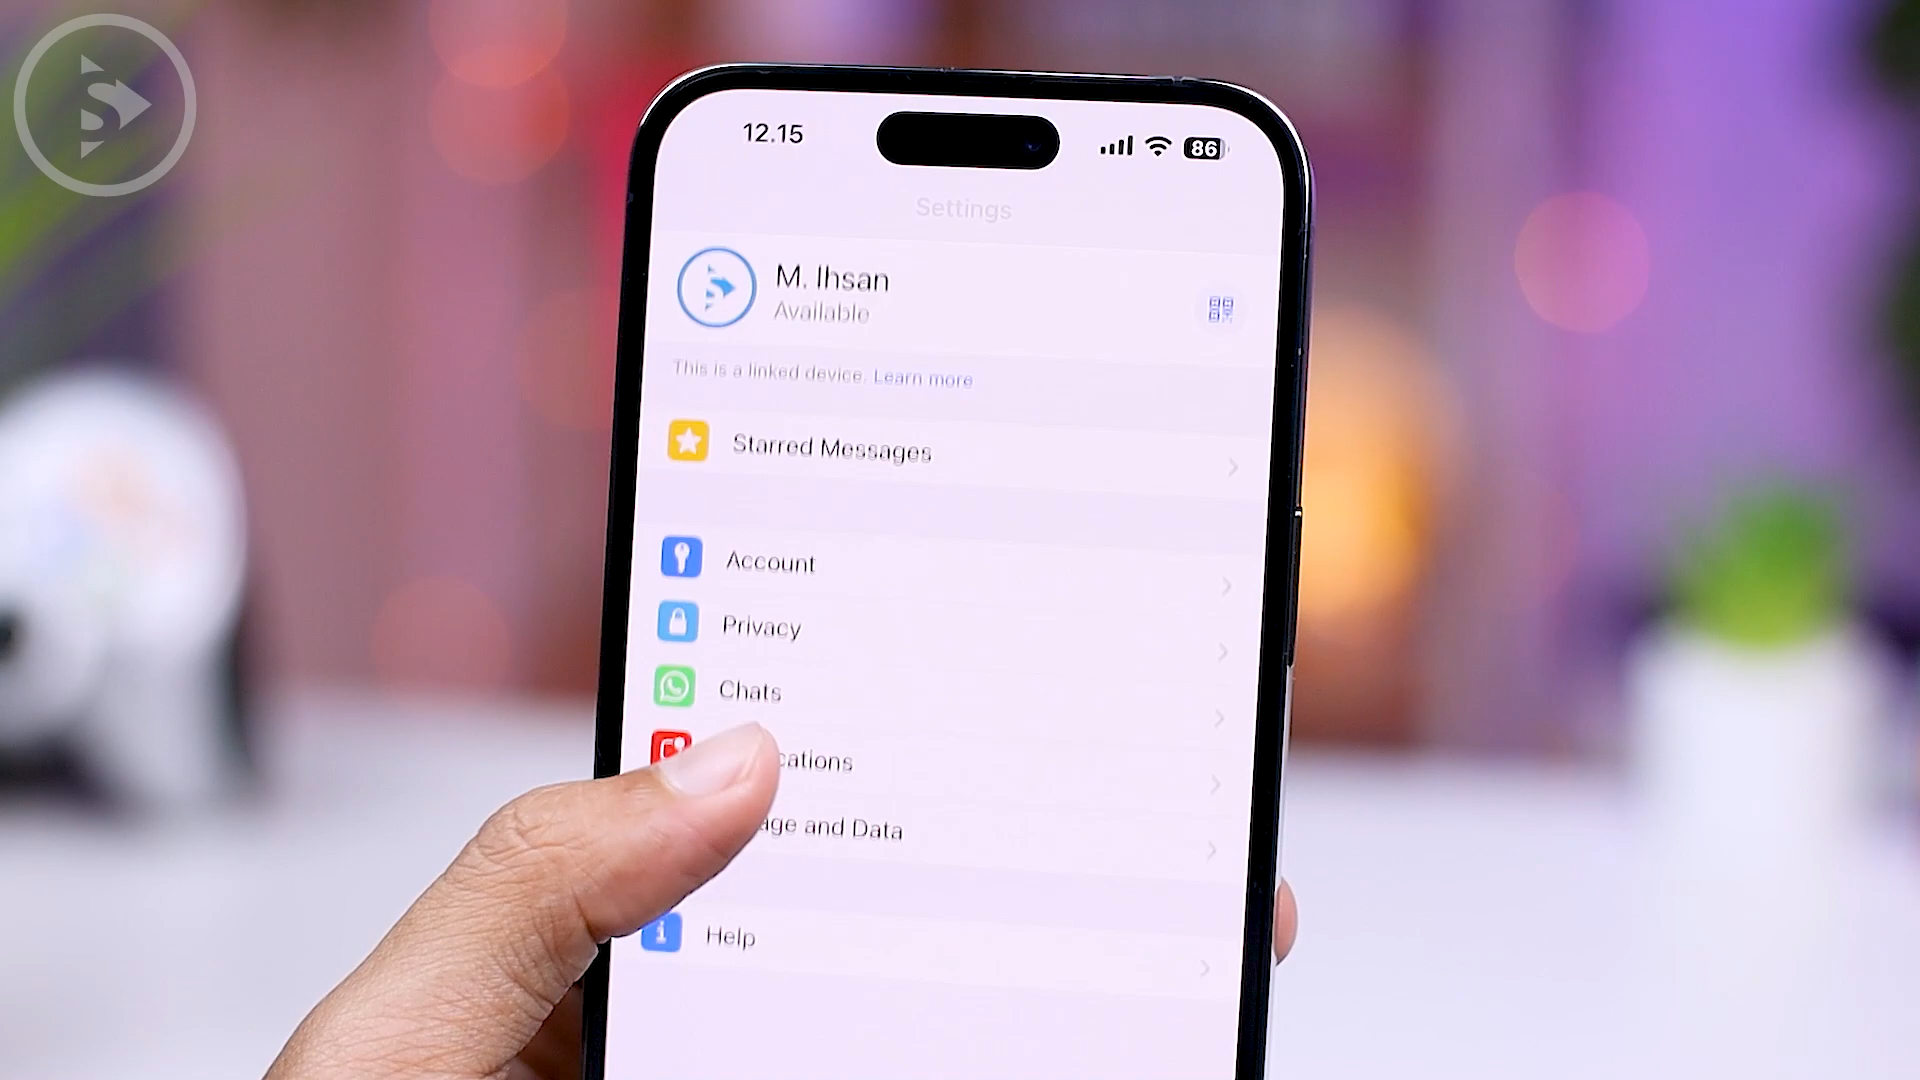 12.15
86
Settings
M. Ihsan
Available
This is a linked device. Learn more
Starred Messages
Account
Privacy
Chats
cations
age and Data
Help